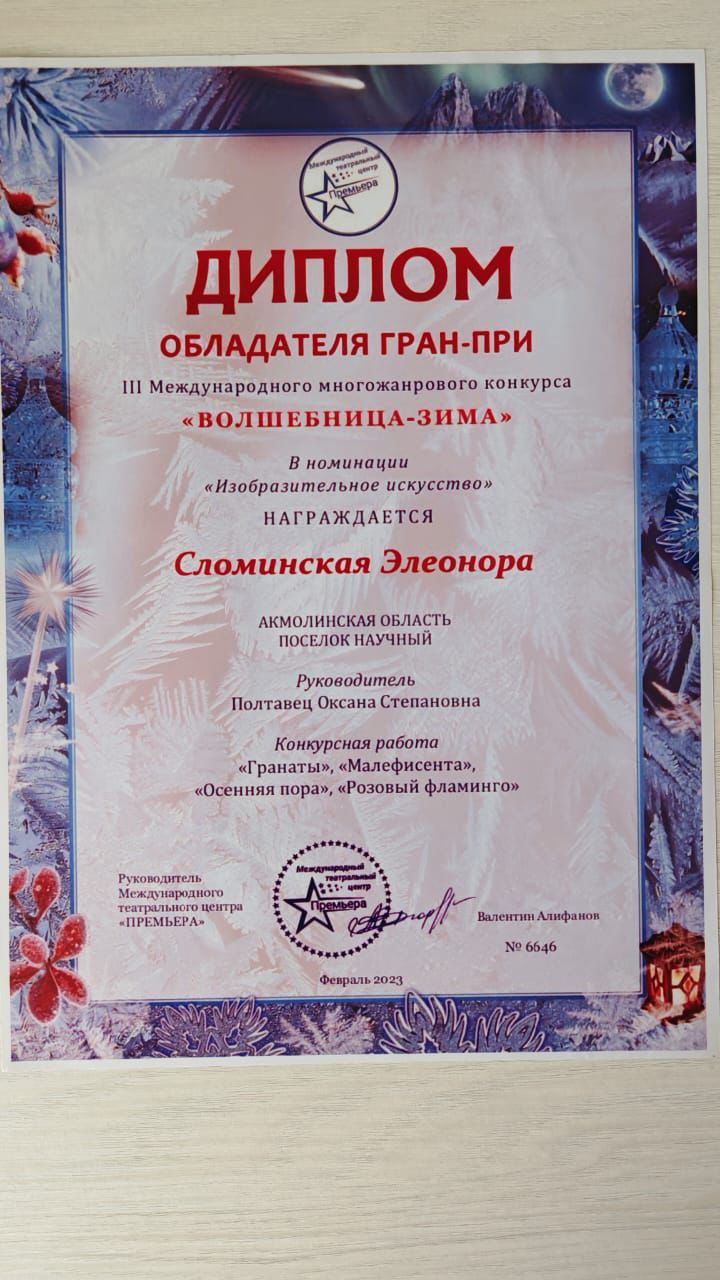 Международный
театральный
центр
Премьера
ДИПЛОМ
ОБЛАДАТЕЛЯ ГРАН-ПРИ
III Международного многожанрового конкурса
«ВОЛШЕБНИЦА-ЗИМА»
В номинации
«Изобразительное искусство»
НАГРАЖДАЕТСЯ
Сломинская Элеонора
АКМОЛИНСКАЯ ОБЛАСТЬ
ПОСЕЛОК НАУЧНЫЙ
Руководитель
Полтавец Оксана Степановна
Конкурсная работа
«Гранаты», «Малефисента»,
«Осенняя пора», «Розовый фламинго»
Руководитель
Международного
театрального центра
«ПРЕМЬЕРА»
Международный
театральный
центр
Премьера
Валентин Алифанов
№ 6646
Февраль 2023